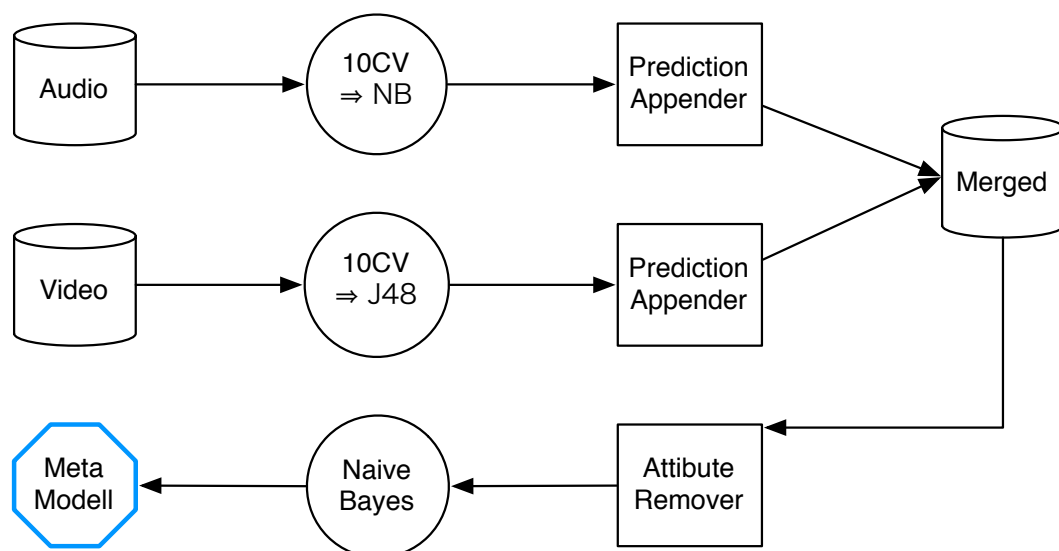 Audio
10CV
⇒ NB
Prediction
Appender
Merged
Video
10CV
⇒ J48
Prediction
Appender
Meta
Modell
Naive
Bayes
Attibute
Remover